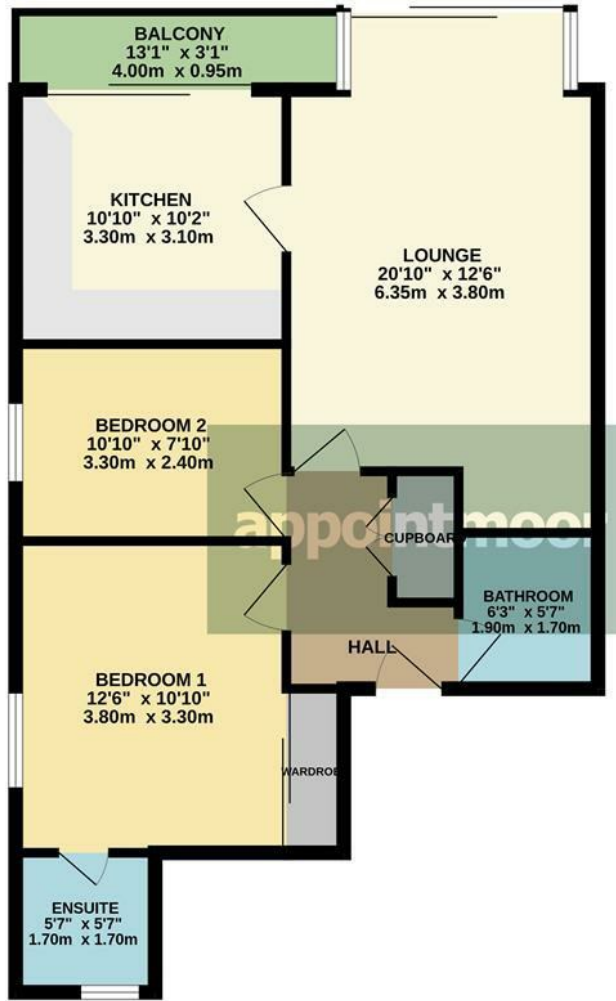 BALCONY
13'1" x 3'1"
4.00m x 0.95m
KITCHEN
10'10" x 10'2"
3.30m x 3.10m
LOUNGE
20'10" x 12'6"
6.35m x 3.80m
BEDROOM 2
10'10" x 7'10"
3.30m x 2.40m
appointmoor
CUPBOAR
BATHROOM
6'3" x 5'7"
1.90m x 1.70m
HALL
BEDROOM 1
12'6" x 10'10"
3.80m x 3.30m
WARDROB
ENSUITE
5'7" x 5'7"
1.70m x 1.70m